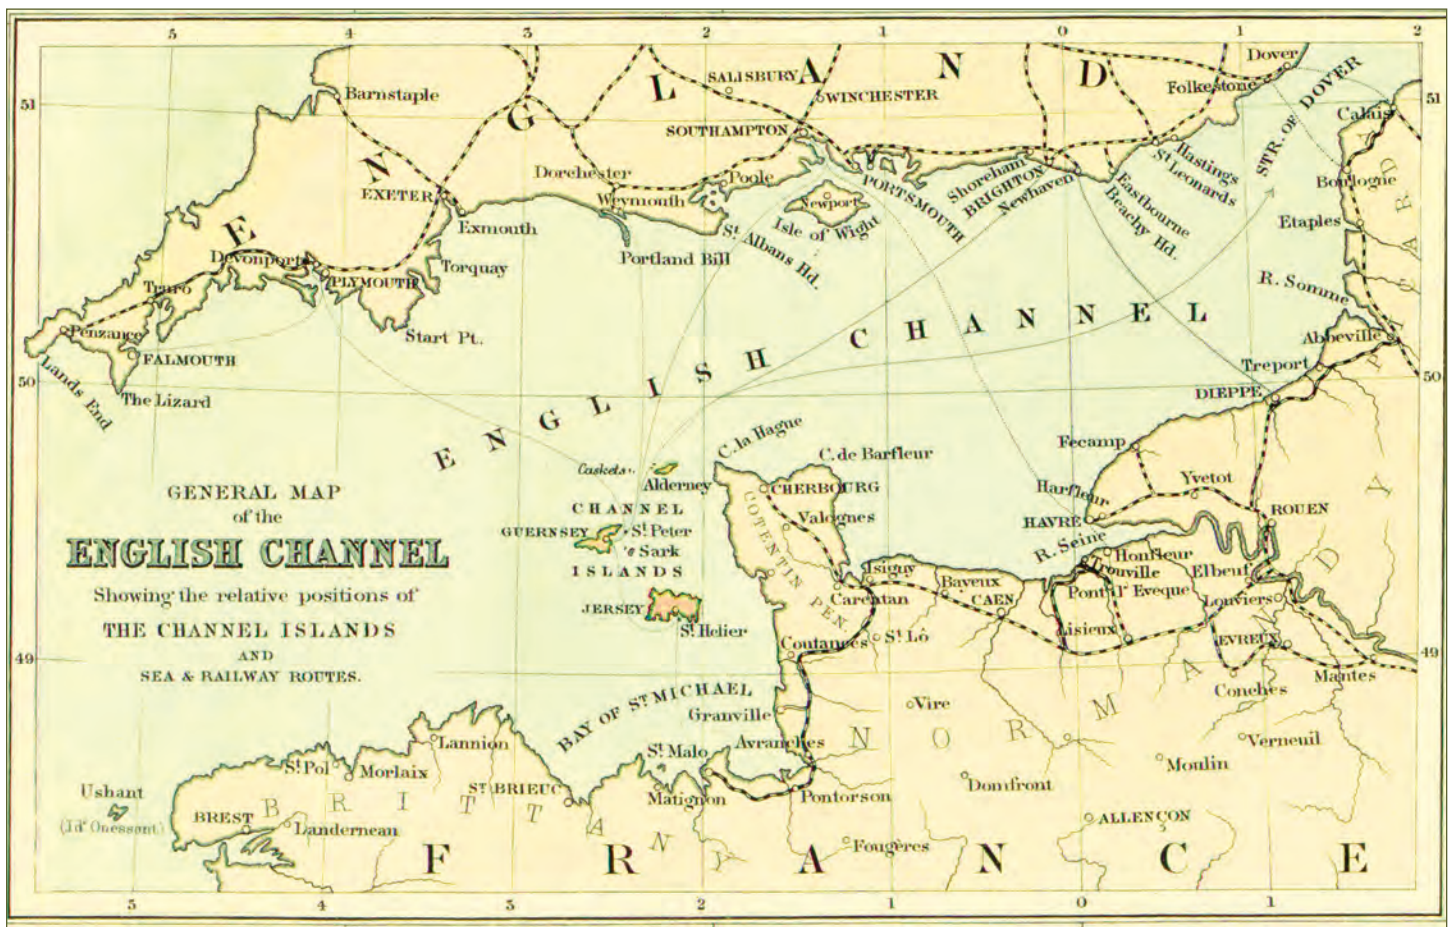 5 4 3 2 1 0 1 2
51
51
50
50
49
49
ENGLAND
Barnstaple
SALISBURY
WINCHESTER
SOUTHAMPTON
Dover
Folkestone
STR. OF DOVER
Calais
Hastings
St Leonards
Eastbourne
Beachy Hd.
Shoreham
BRIGHTON
Newhaven
PORTSMOUTH
Newport
Isle of Wight
Dorchester
Poole
Weymouth
St Albans Hd.
Portland Bill
EXETER
Exmouth
Torquay
Devonport
PLYMOUTH
Start Pt.
Truro
Penzance
FALMOUTH
Lands End
The Lizard
Boulogne
Etaples
R. Somme
PICARDY
Abbeville
Treport
DIEPPE
ENGLISH CHANNEL
Fecamp
Yvetot
Harfleur
HAVRE
ROUEN
R. Seine
Honfleur
Trouville
Elbeuf
Pont l'Eveque
Louviers
Lisieux
EVREUX
Conches
Mantes
C. la Hague
C. de Barfleur
CHERBOURG
Valognes
COTENTIN PEN.
Isigny
Bayeux
CAEN
Carentan
St Lô
Coutances
Caskets
Alderney
CHANNEL
GUERNSEY
St Peter
Sark
ISLANDS
JERSEY
St Helier
GENERAL MAP
of the
ENGLISH CHANNEL
Showing the relative positions of
THE CHANNEL ISLANDS
AND
SEA & RAILWAY ROUTES.
BAY OF ST MICHAEL
Granville
Avranches
St Malo
Matignon
Pontorson
Vire
NORMANDY
Verneuil
Moulin
Domfront
ALLENÇON
Fougères
Lannion
St Pol
Morlaix
ST BRIEUC
Ushant
BREST
Landerneau
BRITTANY
FRANCE
5 4 3 2 1 0 1